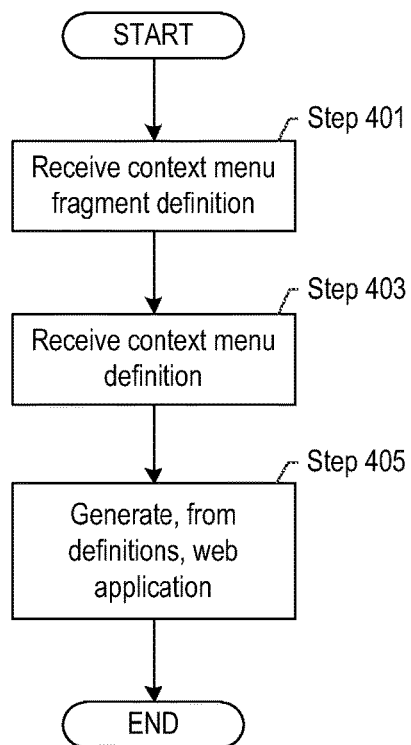 START
Step 401
Receive context menu
fragment definition
Step 403
Receive context menu
definition
Step 405
Generate, from
definitions, web
application
END